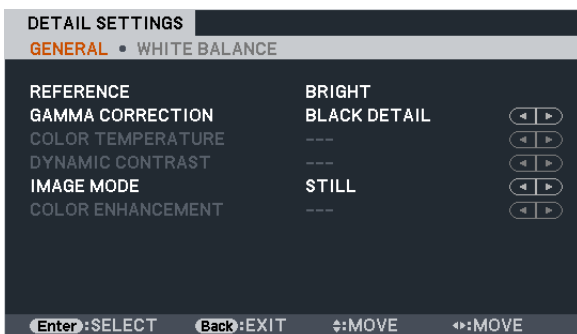 DETAIL SETTINGS
GENERAL • WHITE BALANCE
REFERENCE BRIGHT
GAMMA CORRECTION BLACK DETAIL
COLOR TEMPERATURE ---
DYNAMIC CONTRAST ---
IMAGE MODE STILL
COLOR ENHANCEMENT ---
Enter:SELECT Back:EXIT :MOVE :MOVE